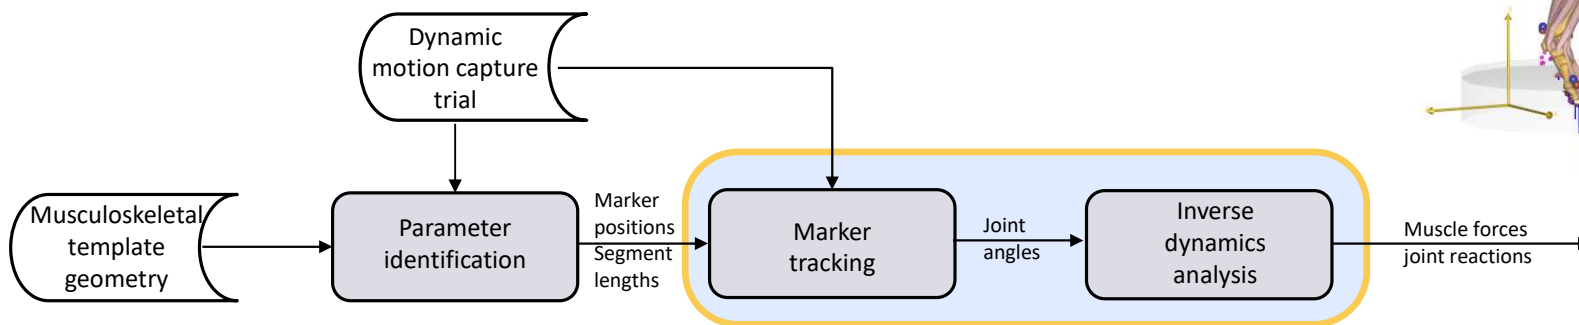 Dynamic
motion capture
trial
Musculoskeletal
template
geometry
Parameter
identification
Marker
positions
Segment
lengths
Marker
tracking
Joint
angles
Inverse
dynamics
analysis
Muscle forces
joint reactions